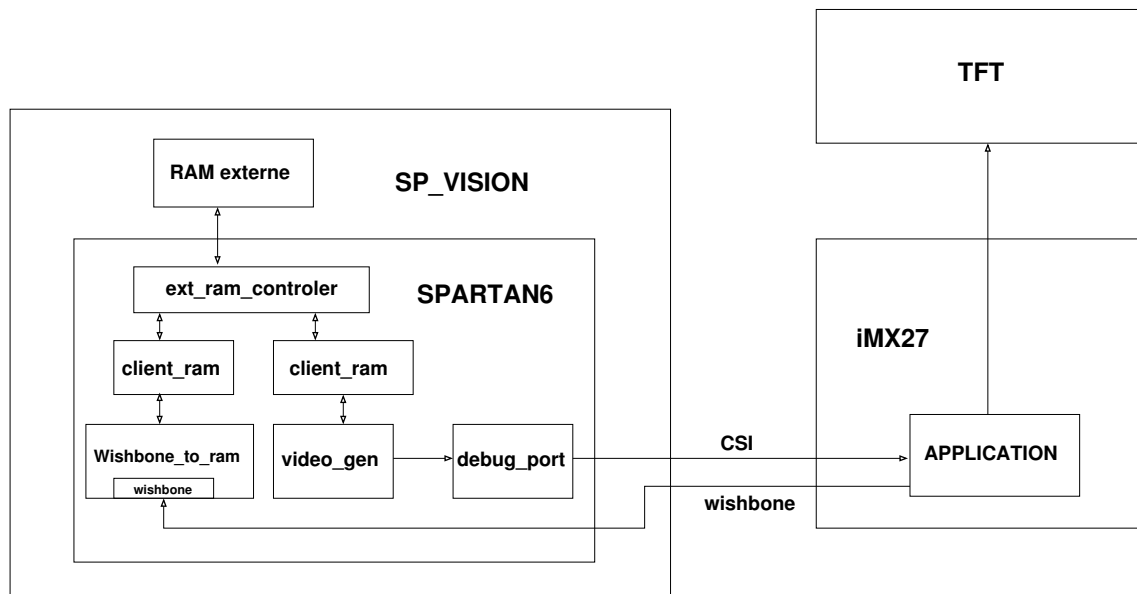 TFT
RAM externe
SP_VISION
ext_ram_controler
SPARTAN6
iMX27
client_ram
client_ram
Wishbone_to_ram
wishbone
video_gen
debug_port
CSI
wishbone
APPLICATION